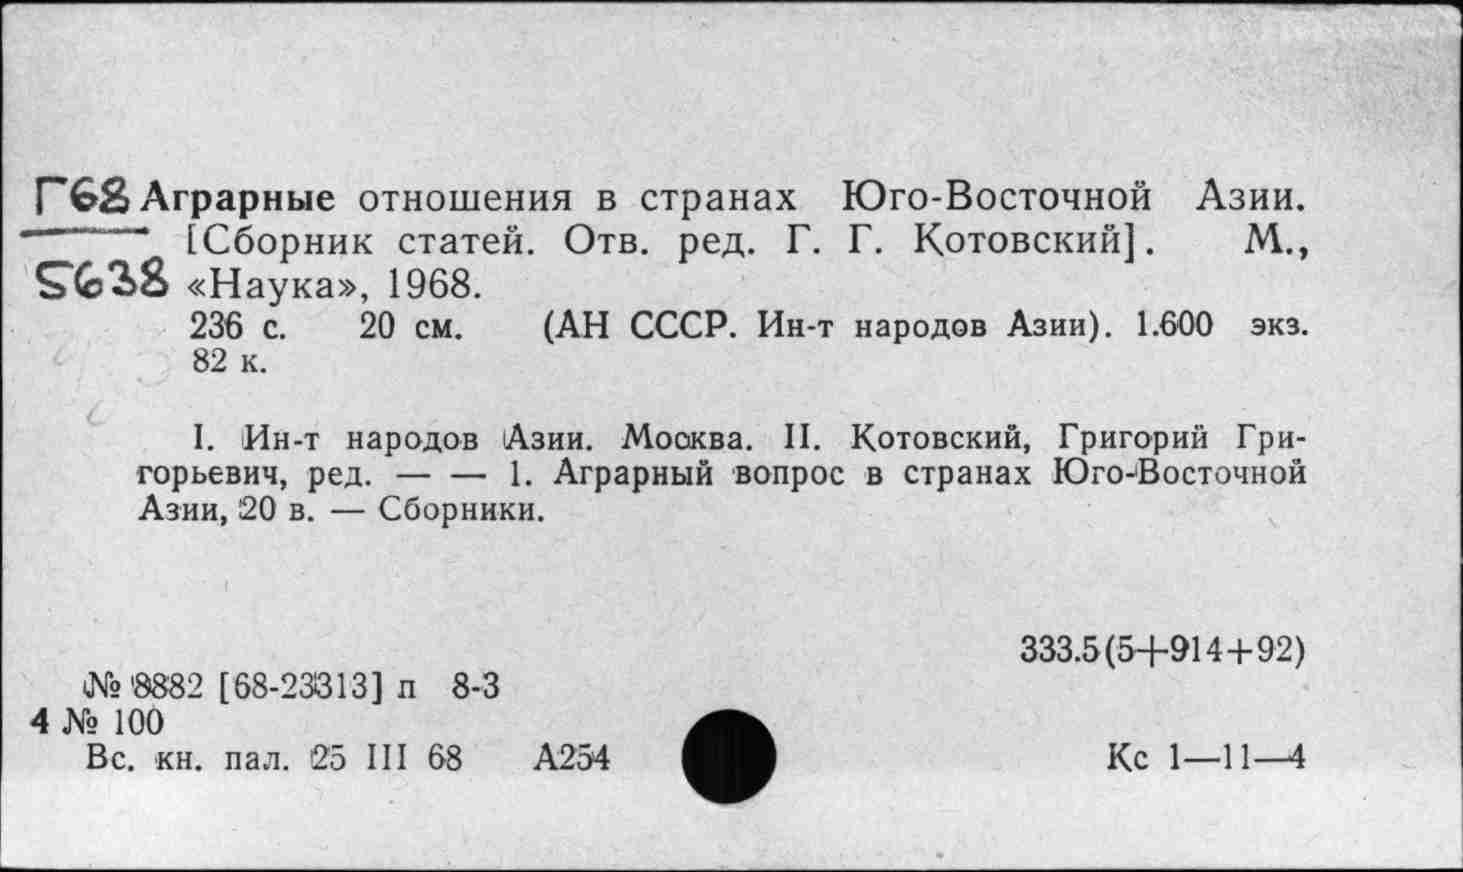 Г68 Аграрные отношения в странах Юго-Восточной Азии.
[Сборник статей. Отв. ред. Г. Г. Котовский]. М.,
5638 «Наука», 1968.
236 с. 20 см. (АН СССР. Ин-т народов Азии). 1.600 экз.
82 к.
I. Ин-т народов Азии. Москва. II. Котовский, Григорий Гри-
горьевич, ред. — — 1. Аграрный вопрос в странах Юго-Восточной
Азии, 20 в. — Сборники.
333.5(5+914+92)
№ 8882 [68-23313] п 8-3
4 № 100
Вс. кн. пал. 25 III 68 А254
Кс 1—11—4